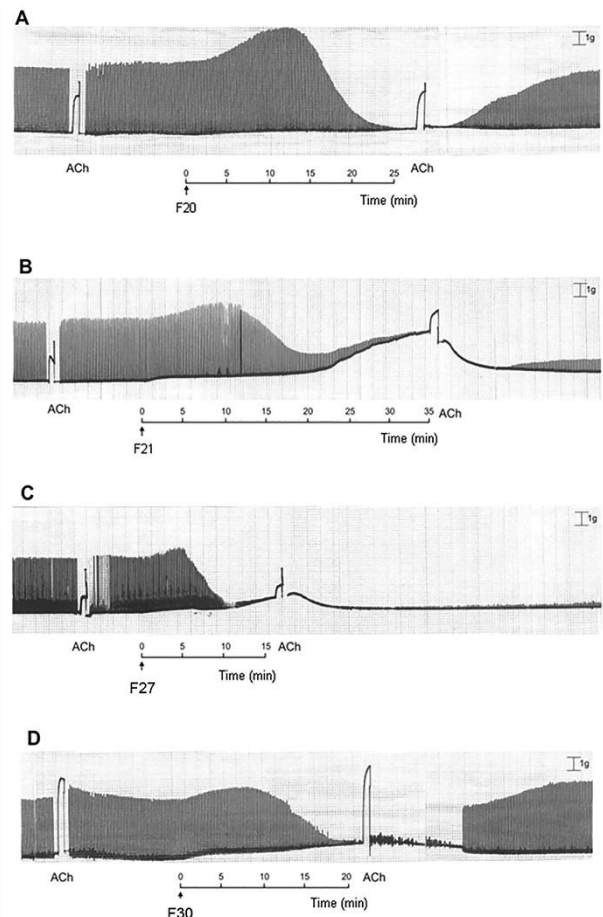 A
1g
ACh ACh
0 5 10 15 20 25
Time (min)
F20
B
1g
ACh ACh
0 5 10 15 20 25 30 35
Time (min)
F21
C
1g
ACh ACh
0 5 10 15
Time (min)
F27
D
1g
ACh ACh
0 5 10 15 20
Time (min)
F30